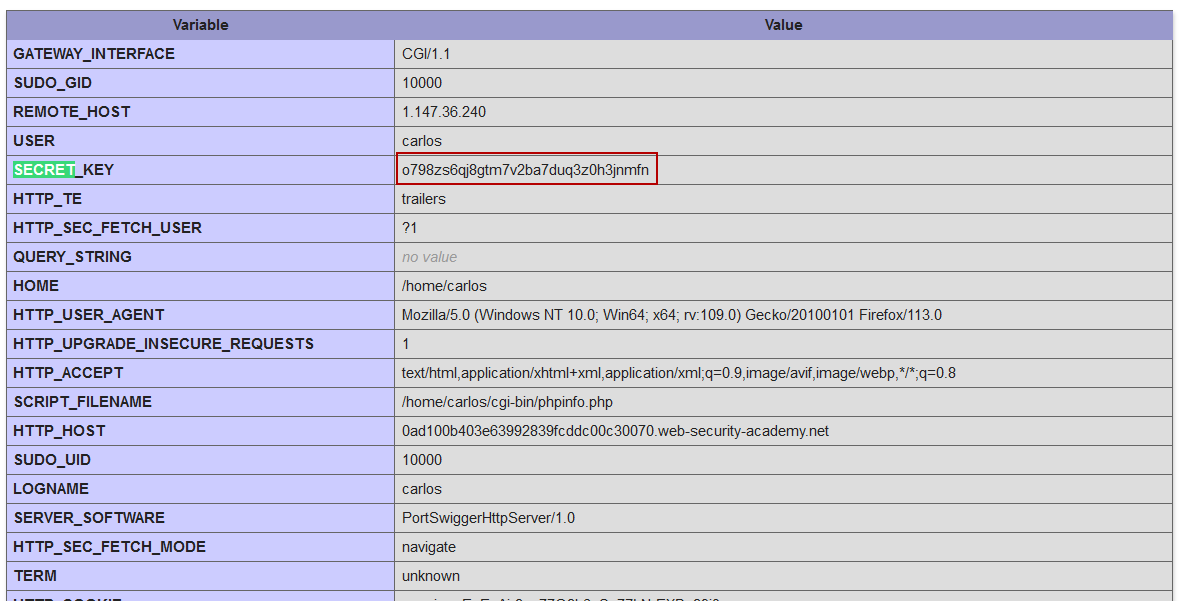 Variable Value
GATEWAY_INTERFACE CGI/1.1
SUDO_GID 10000
REMOTE_HOST 1.147.36.240
USER carlos
SECRET_KEY o798zs6qj8gtm7v2ba7duq3z0h3jnmfn
HTTP_TE trailers
HTTP_SEC_FETCH_USER ?1
QUERY_STRING no value
HOME /home/carlos
HTTP_USER_AGENT Mozilla/5.0 (Windows NT 10.0; Win64; x64; rv:109.0) Gecko/20100101 Firefox/113.0
HTTP_UPGRADE_INSECURE_REQUESTS 1
HTTP_ACCEPT text/html,application/xhtml+xml,application/xml;q=0.9,image/avif,image/webp,*/*;q=0.8
SCRIPT_FILENAME /home/carlos/cgi-bin/phpinfo.php
HTTP_HOST 0ad100b403e63992839fcddc00c30070.web-security-academy.net
SUDO_UID 10000
LOGNAME carlos
SERVER_SOFTWARE PortSwiggerHttpServer/1.0
HTTP_SEC_FETCH_MODE navigate
TERM unknown